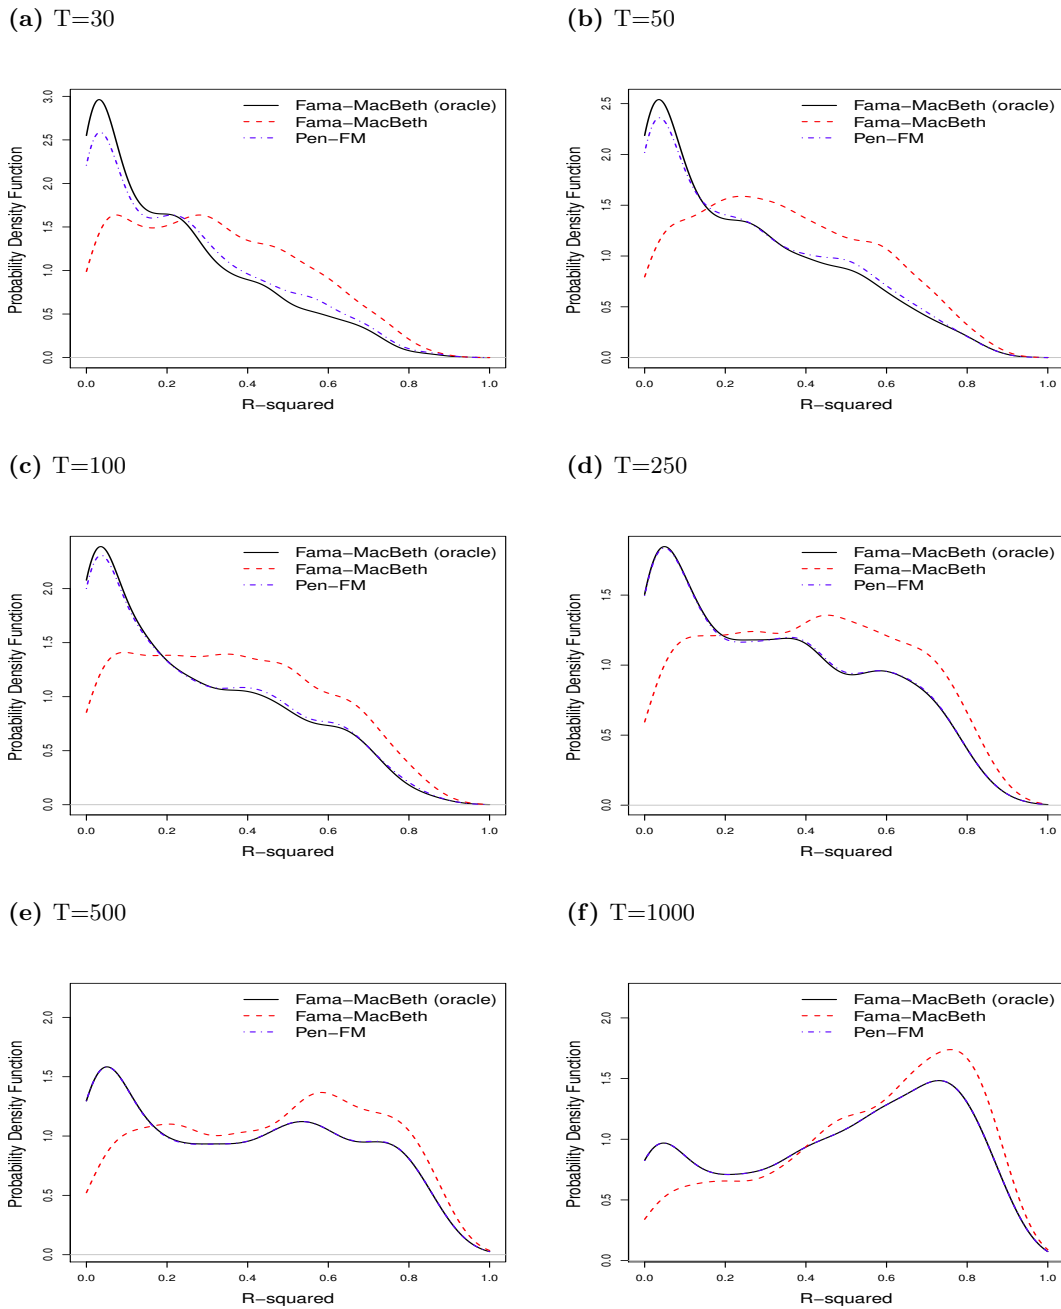 (a) T=30
Probability Density Function
0.0 0.5 1.0 1.5 2.0 2.5 3.0
Fama−MacBeth (oracle)
Fama−MacBeth
Pen−FM
0.0 0.2 0.4 0.6 0.8 1.0
R−squared
(b) T=50
Probability Density Function
0.0 0.5 1.0 1.5 2.0 2.5
Fama−MacBeth (oracle)
Fama−MacBeth
Pen−FM
0.0 0.2 0.4 0.6 0.8 1.0
R−squared
(c) T=100
Probability Density Function
0.0 0.5 1.0 1.5 2.0
Fama−MacBeth (oracle)
Fama−MacBeth
Pen−FM
0.0 0.2 0.4 0.6 0.8 1.0
R−squared
(d) T=250
Probability Density Function
0.0 0.5 1.0 1.5
Fama−MacBeth (oracle)
Fama−MacBeth
Pen−FM
0.0 0.2 0.4 0.6 0.8 1.0
R−squared
(e) T=500
Probability Density Function
0.0 0.5 1.0 1.5 2.0
Fama−MacBeth (oracle)
Fama−MacBeth
Pen−FM
0.0 0.2 0.4 0.6 0.8 1.0
R−squared
(f) T=1000
Probability Density Function
0.0 0.5 1.0 1.5 2.0
Fama−MacBeth (oracle)
Fama−MacBeth
Pen−FM
0.0 0.2 0.4 0.6 0.8 1.0
R−squared